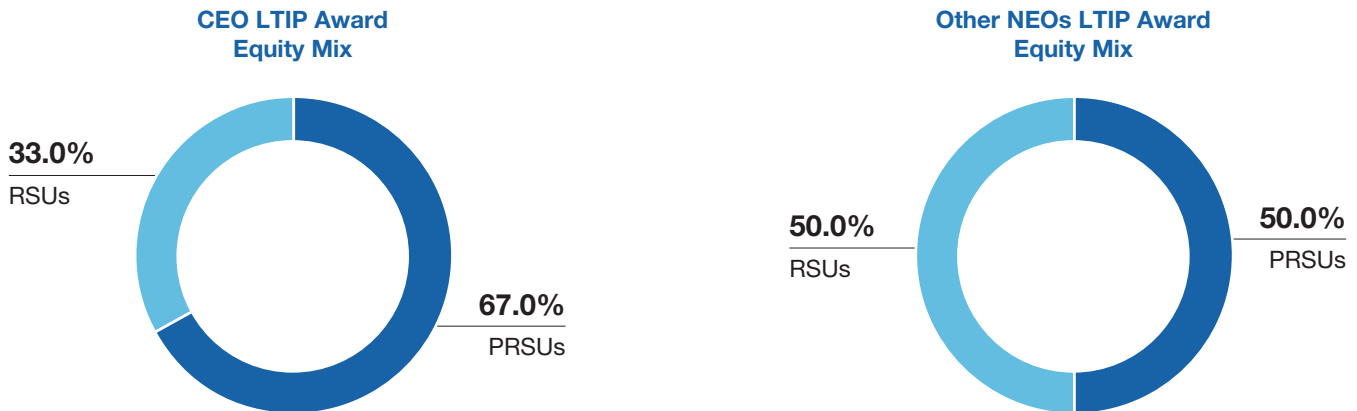 CEO LTIP Award
Equity Mix
33.0%
RSUs
67.0%
PRSUs
Other NEOs LTIP Award
Equity Mix
50.0%
RSUs
50.0%
PRSUs